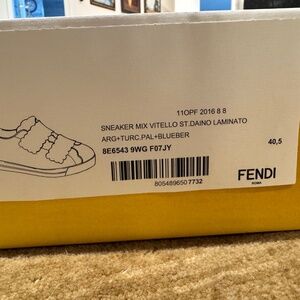 11OPF 2016 8 8
SNEAKER MIX VITELLO ST.DAINO LAMINATO
ARG+TURC.PAL+BLUEBER
8E6543 9WG F07JY
40,5
8054896507732
FENDI
ROMA